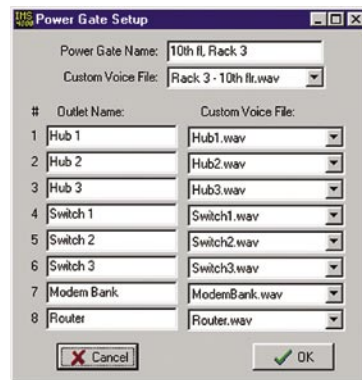 IMS 4000 Power Gate Setup
Power Gate Name: 10th fl, Rack 3
Custom Voice File: Rack 3 - 10th flr.wav
# Outlet Name: Custom Voice File:
1 Hub 1 Hub1.wav
2 Hub 2 Hub2.wav
3 Hub 3 Hub3.wav
4 Switch 1 Switch1.wav
5 Switch 2 Switch2.wav
6 Switch 3 Switch3.wav
7 Modem Bank ModemBank.wav
8 Router Router.wav
Cancel OK